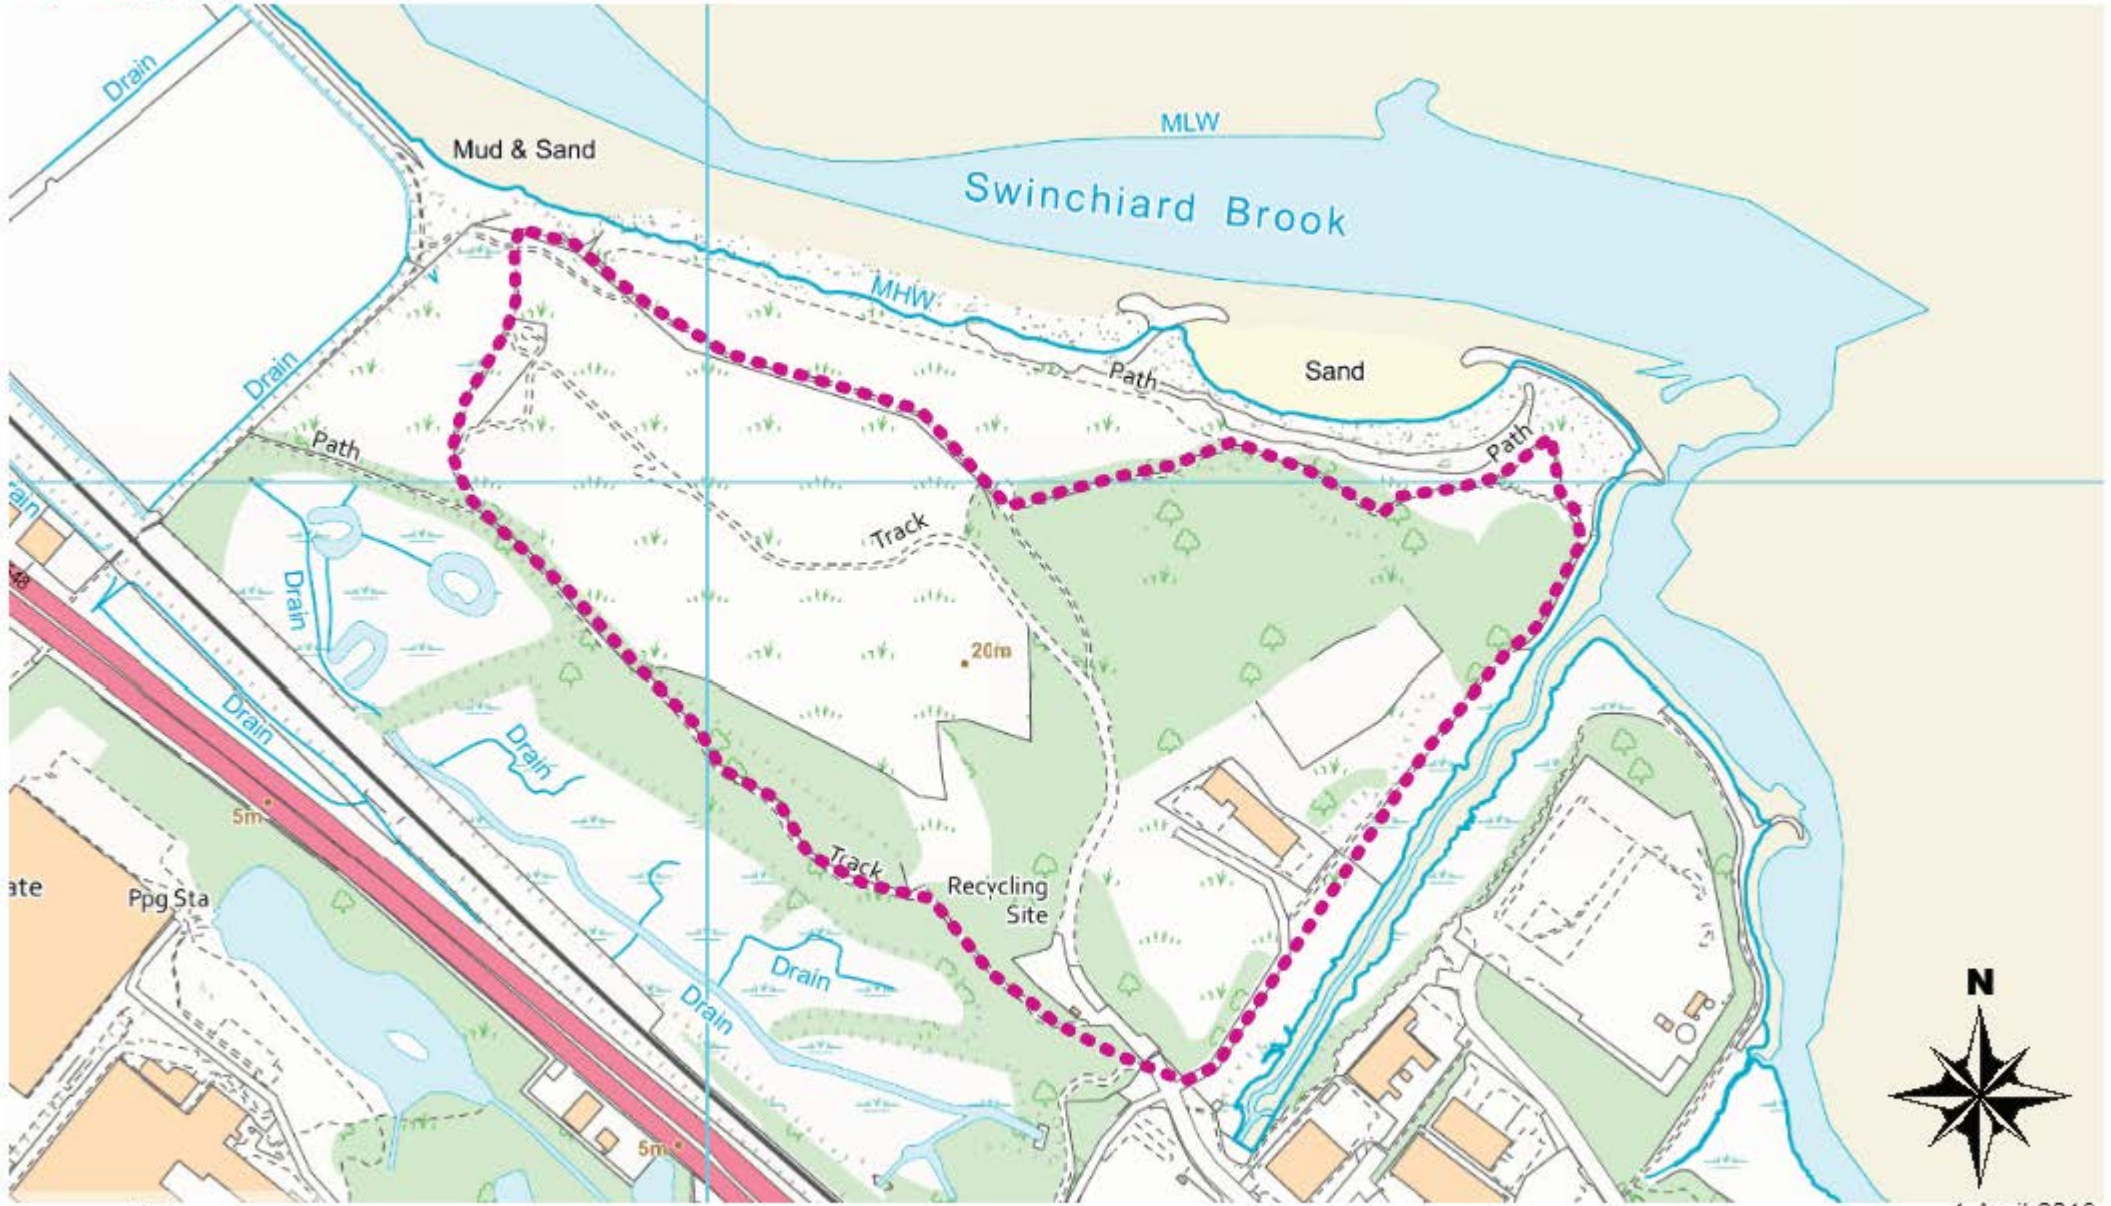 Drain
Mud & Sand
MLW
Swinchiard Brook
MHW
Drain
Path
Sand
Path
Path
Track
Drain
20m
Drain
Drain
5m
Track
Recycling
Site
Ppg Sta
Drain
Drain
N
5m